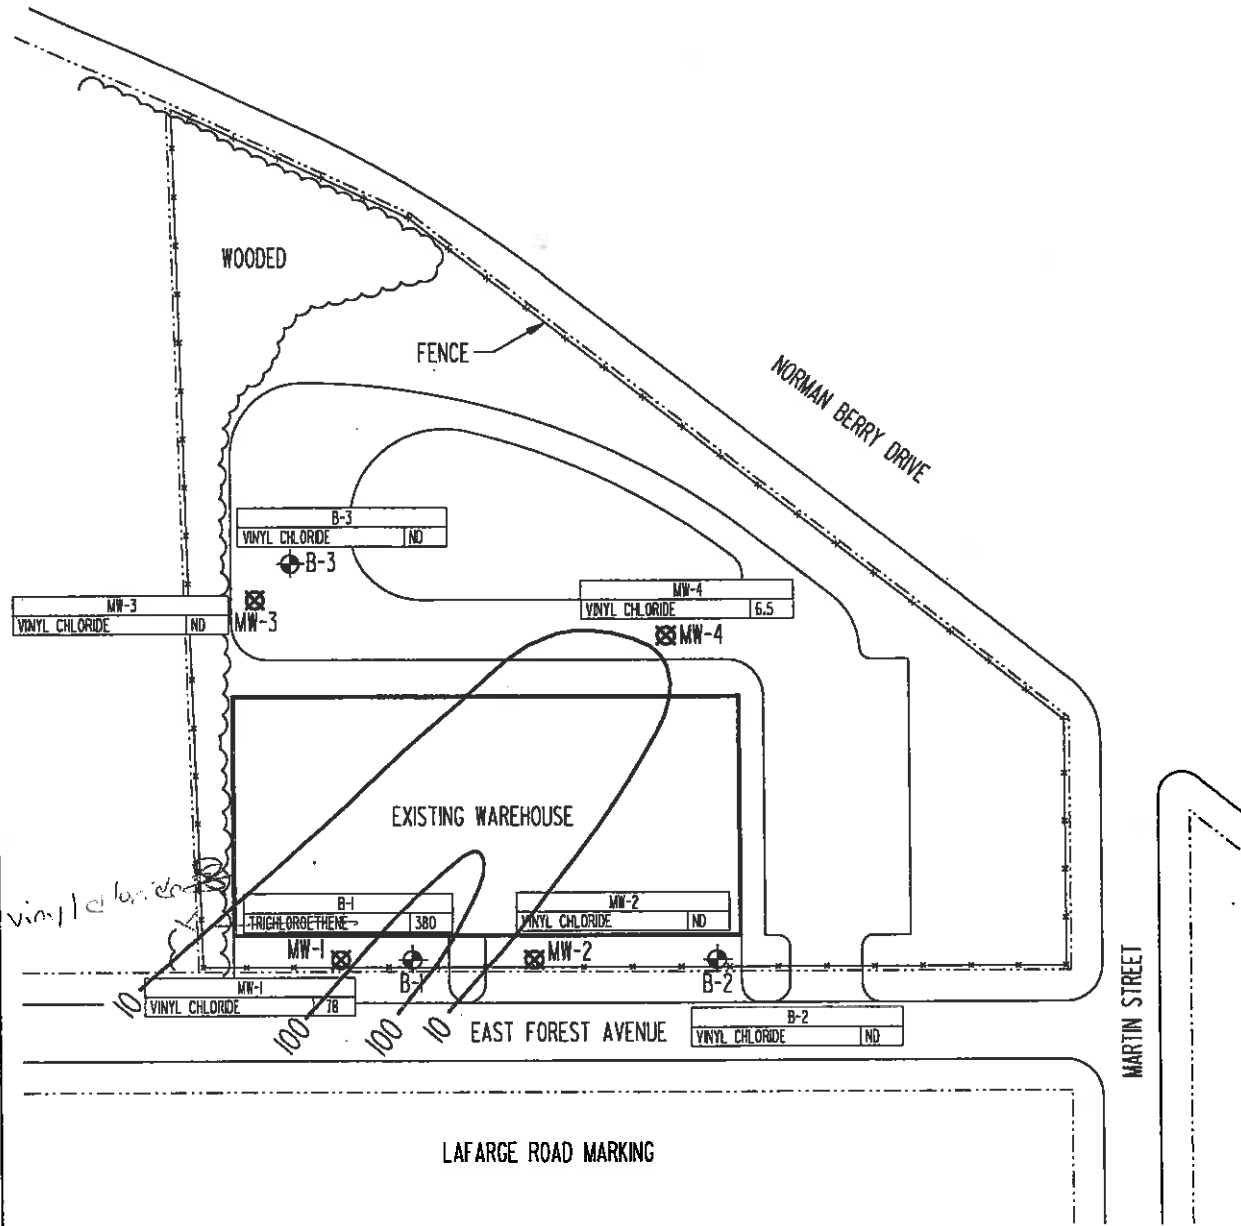 WOODED
FENCE
NORMAN BERRY DRIVE
B-3
VINYL CHLORIDE ND
B-3
MW-3
VINYL CHLORIDE ND
MW-3
MW-4
VINYL CHLORIDE 6.5
MW-4
EXISTING WAREHOUSE
vinyl chloride
B-1
TRICHLOROETHENE 380
MW-2
VINYL CHLORIDE ND
MW-1
B-1
MW-2
B-2
MW-1
VINYL CHLORIDE 78
10
100
100
10
EAST FOREST AVENUE
B-2
VINYL CHLORIDE ND
MARTIN STREET
LAFARGE ROAD MARKING